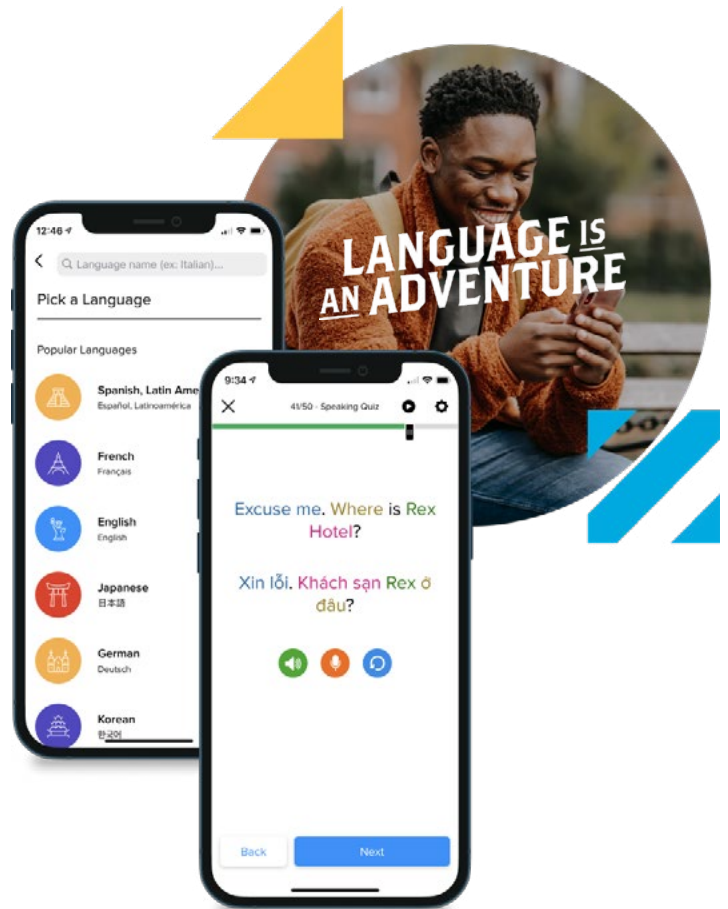 LANGUAGE IS
AN ADVENTURE
12:46
Language name (ex: Italian)...
Pick a Language
Popular Languages
Spanish, Latin Ame
Español, Latinoamérica
French
Français
English
English
Japanese
日本語
German
Deutsch
Korean
한국어
9:34
41/50 - Speaking Quiz
Excuse me. Where is Rex
Hotel?
Xin lỗi. Khách sạn Rex ở
đâu?
Back
Next